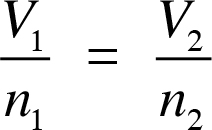 V₁/n₁ = V₂/n₂